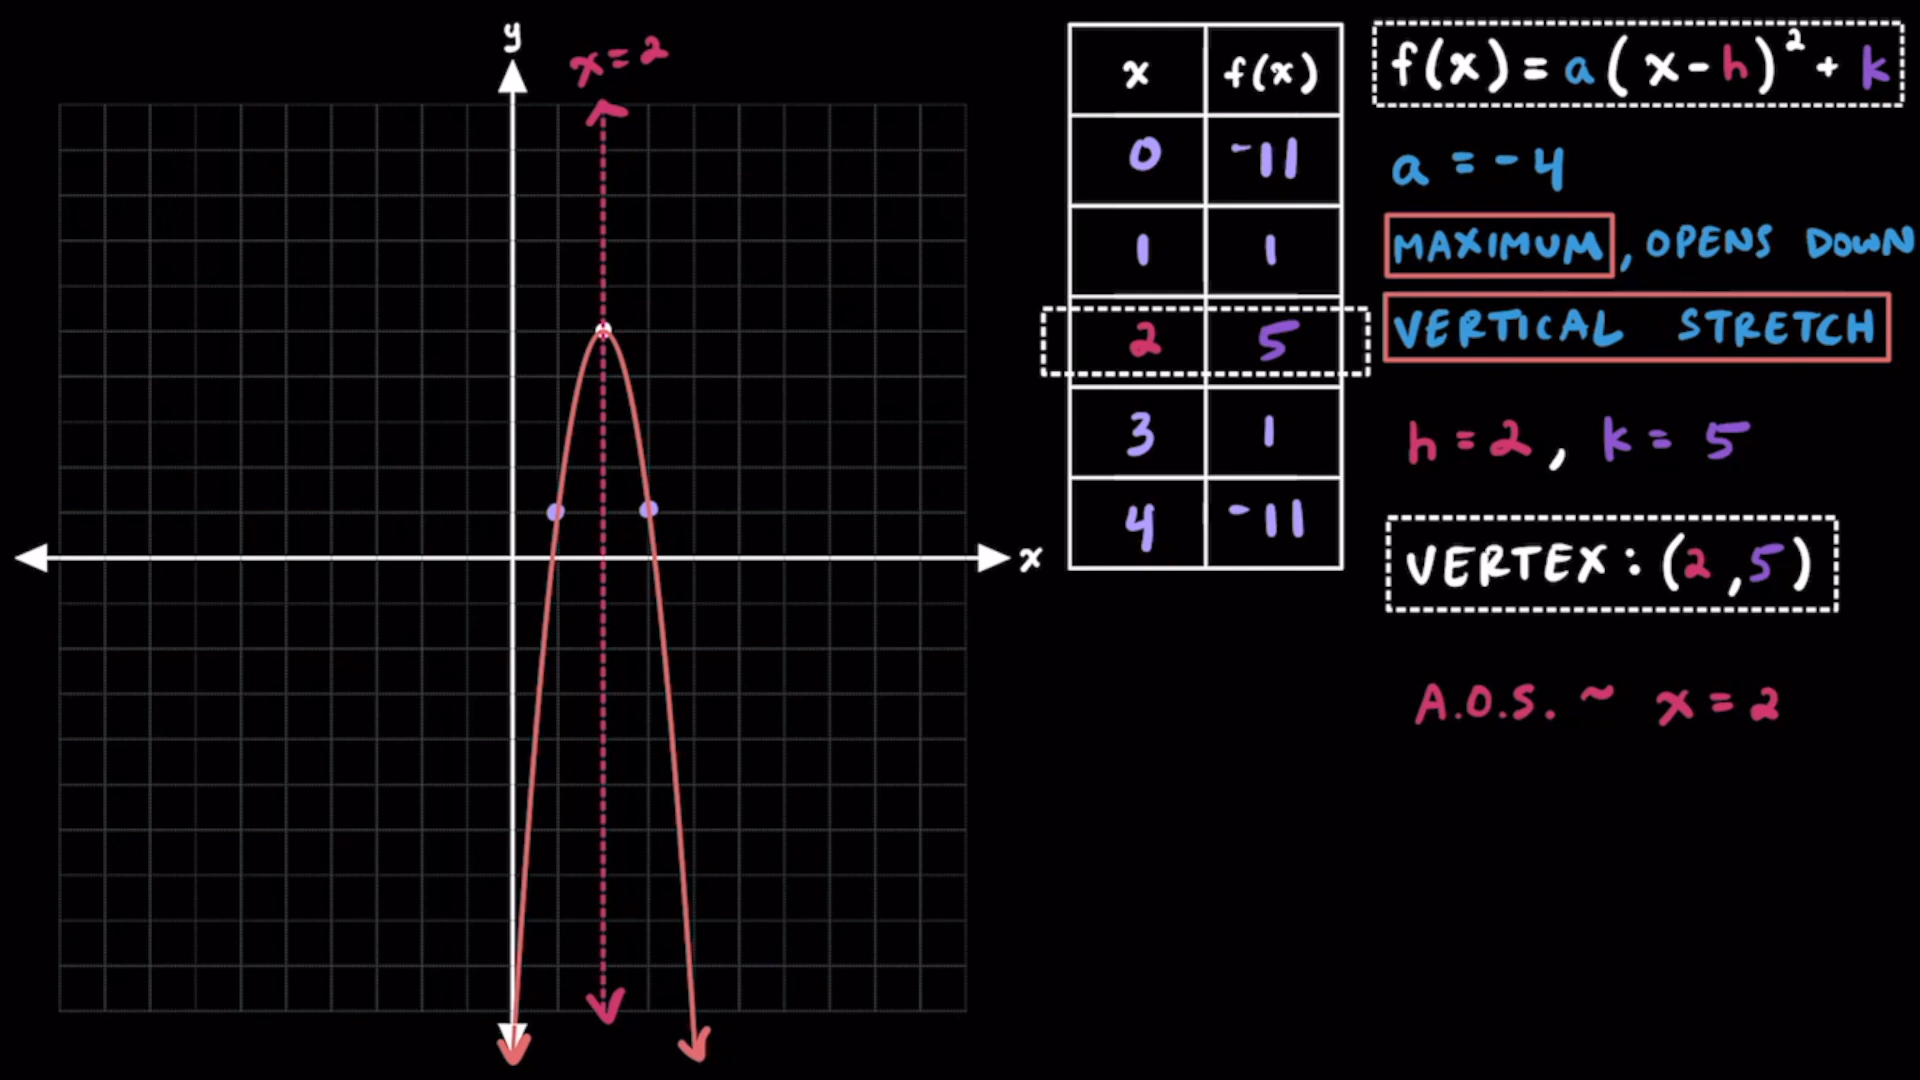 y
x = 2
x
x f(x)
0 -11
1 1
2 5
3 1
4 -11
f(x) = a(x-h)² + k
a = -4
MAXIMUM, OPENS DOWN
VERTICAL STRETCH
h = 2, k = 5
VERTEX: (2,5)
A.O.S. ~ x = 2